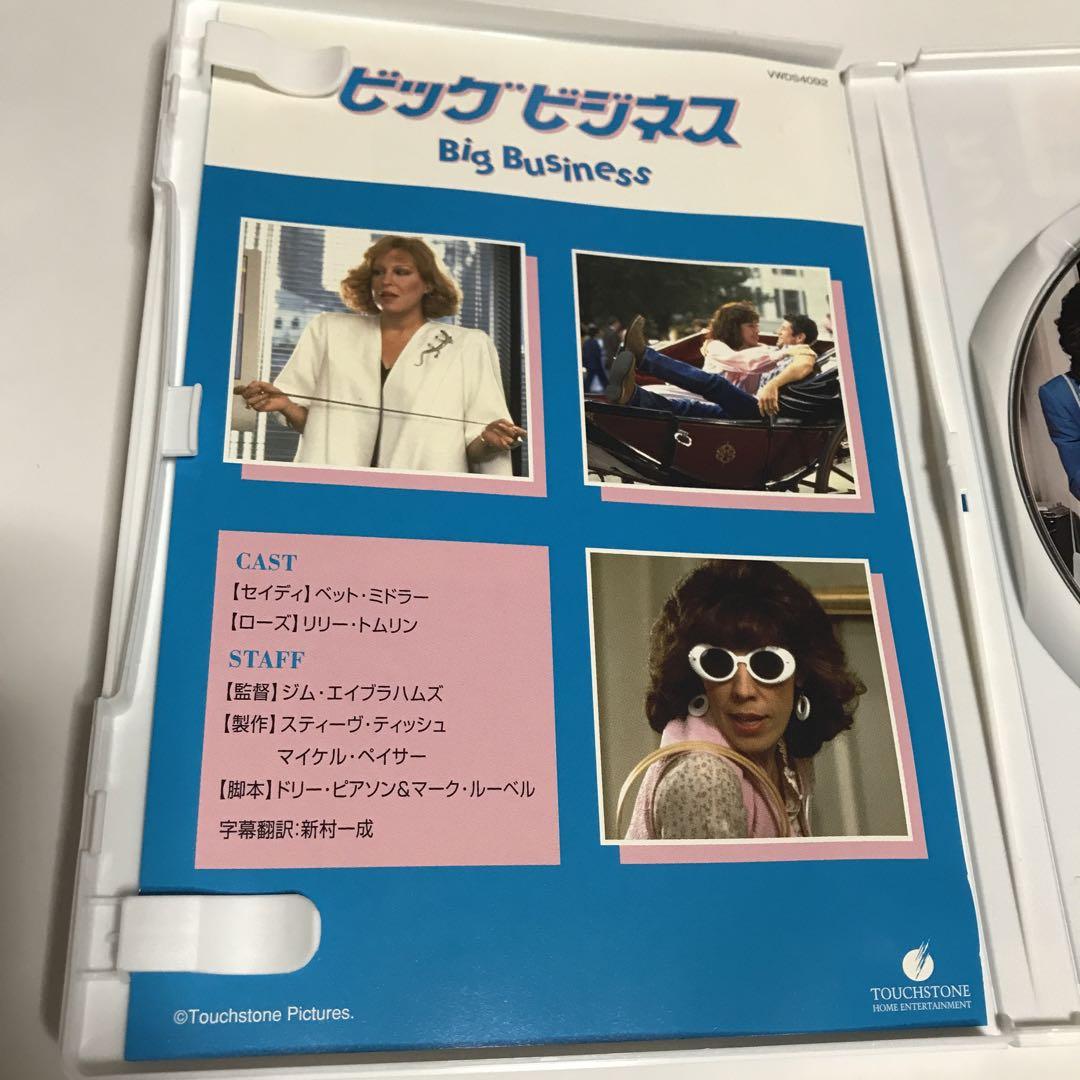 VWDS4092
ビッグビジネス
Big Business
CAST
【セイディ】ベット・ミドラー
【ローズ】リリー・トムリン
STAFF
【監督】ジム・エイブラハムズ
【製作】スティーヴ・ティッシュ
マイケル・ペイサー
【脚本】ドリー・ピアソン&マーク・ルーベル
字幕翻訳:新村一成
©Touchstone Pictures.
TOUCHSTONE
HOME ENTERTAINMENT